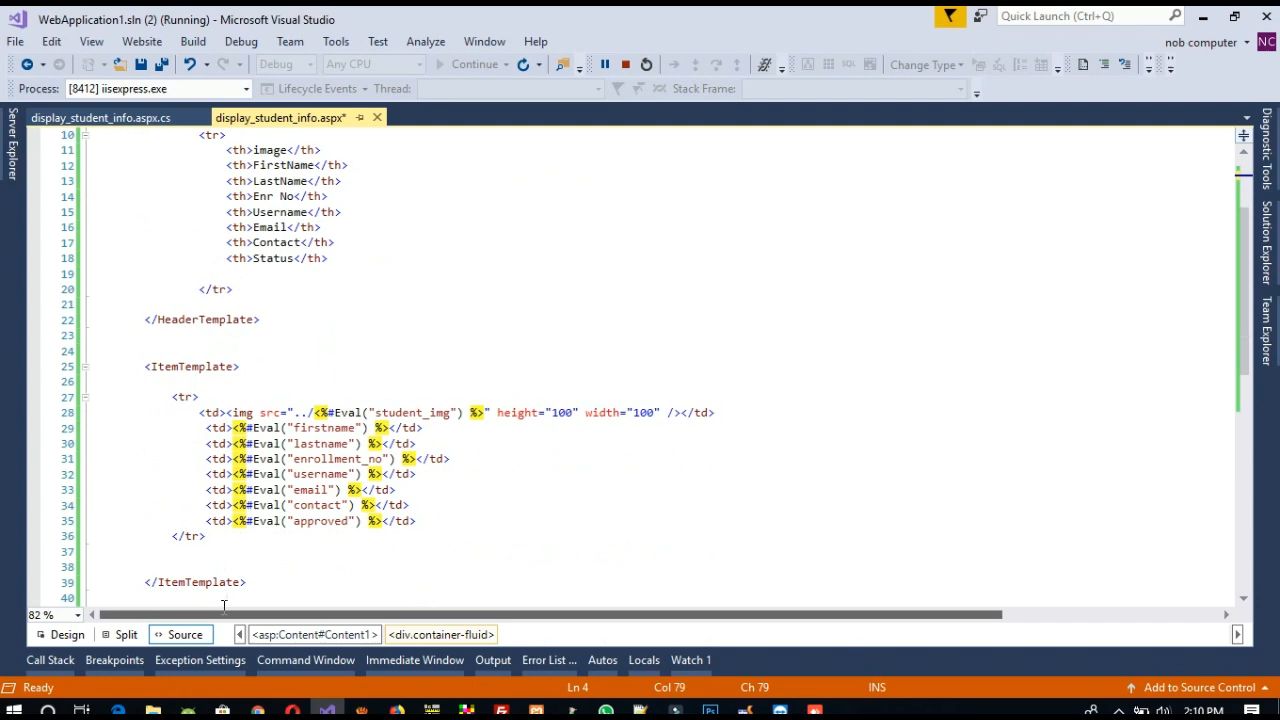 WebApplication1.sln (2) (Running) - Microsoft Visual Studio
Quick Launch (Ctrl+Q)
File Edit View Website Build Debug Team Tools Test Analyze Window Help
nob computer NC
Debug Any CPU Continue Change Type
Process: [8412] iisexpress.exe Lifecycle Events Thread: Stack Frame:
Server Explorer
display_student_info.aspx.cs display_student_info.aspx*
Diagnostic Tools
Solution Explorer
Team Explorer
10 <tr>
11 <th>image</th>
12 <th>FirstName</th>
13 <th>LastName</th>
14 <th>Enr No</th>
15 <th>Username</th>
16 <th>Email</th>
17 <th>Contact</th>
18 <th>Status</th>
19
20 </tr>
21
22 </HeaderTemplate>
23
24
25 <ItemTemplate>
26
27 <tr>
28 <td><img src="../<%#Eval("student_img") %>" height="100" width="100" /></td>
29 <td><%#Eval("firstname") %></td>
30 <td><%#Eval("lastname") %></td>
31 <td><%#Eval("enrollment_no") %></td>
32 <td><%#Eval("username") %></td>
33 <td><%#Eval("email") %></td>
34 <td><%#Eval("contact") %></td>
35 <td><%#Eval("approved") %></td>
36 </tr>
37
38
39 </ItemTemplate>
40
82 %
Design Split Source <asp:Content#Content1> <div.container-fluid>
Call Stack Breakpoints Exception Settings Command Window Immediate Window Output Error List ... Autos Locals Watch 1
Ready Ln 4 Col 79 Ch 79 INS Add to Source Control
2:10 PM